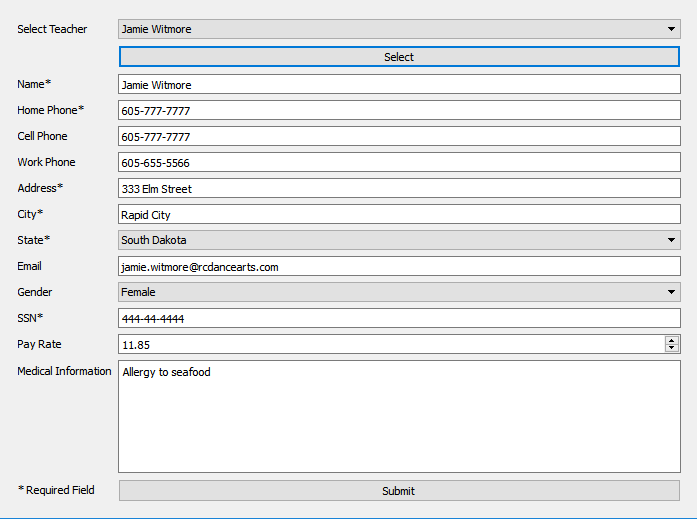 Select Teacher Jamie Witmore
Select
Name* Jamie Witmore
Home Phone* 605-777-7777
Cell Phone 605-777-7777
Work Phone 605-655-5566
Address* 333 Elm Street
City* Rapid City
State* South Dakota
Email jamie.witmore@rcdancearts.com
Gender Female
SSN* 444-44-4444
Pay Rate 11.85
Medical Information Allergy to seafood
* Required Field Submit